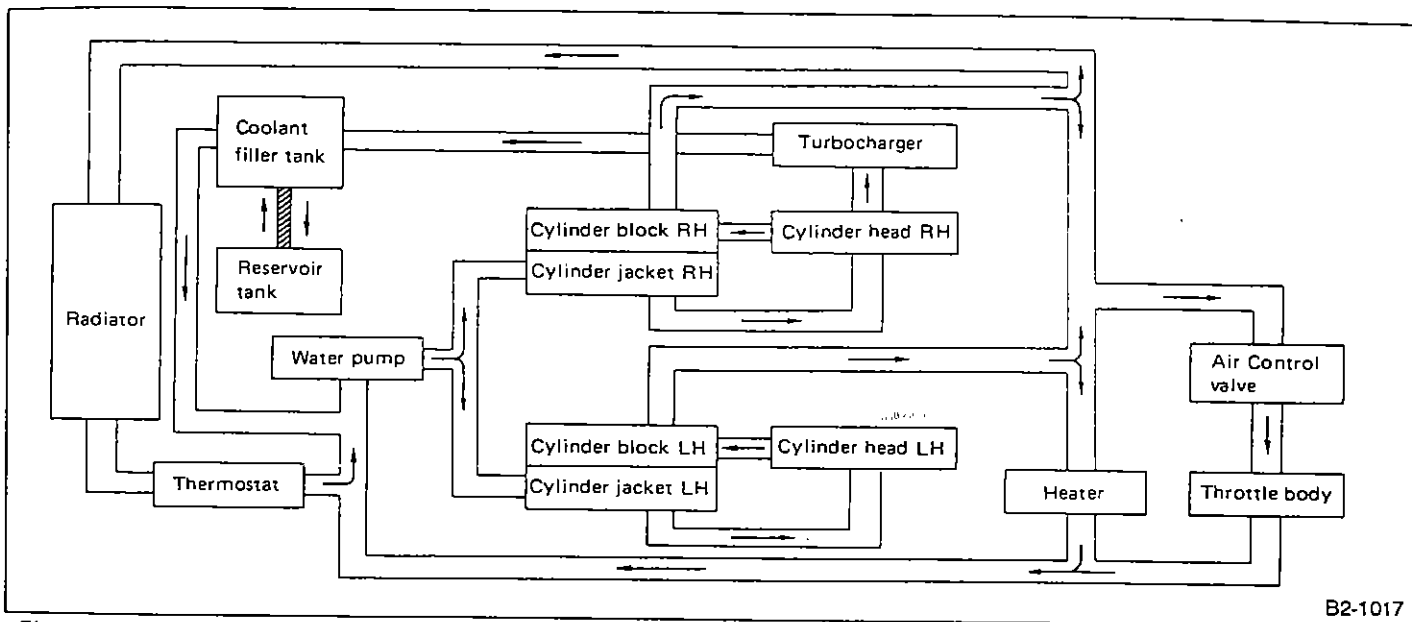 Coolant
filler tank
Turbocharger
Cylinder block RH
Cylinder head RH
Reservoir
tank
Cylinder jacket RH
Radiator
Water pump
Air Control
valve
Cylinder block LH
Cylinder head LH
Thermostat
Cylinder jacket LH
Heater
Throttle body
B2-1017